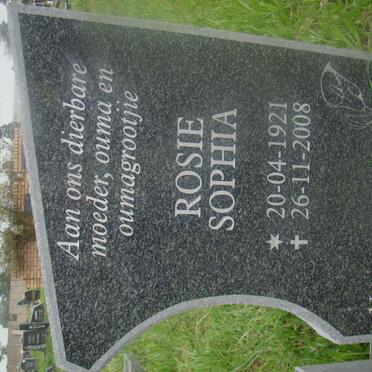 Aan ons dierbare
moeder, ouma en
oumagrootjie
ROSIE
SOPHIA
* 20-04-1921
✝ 26-11-2008